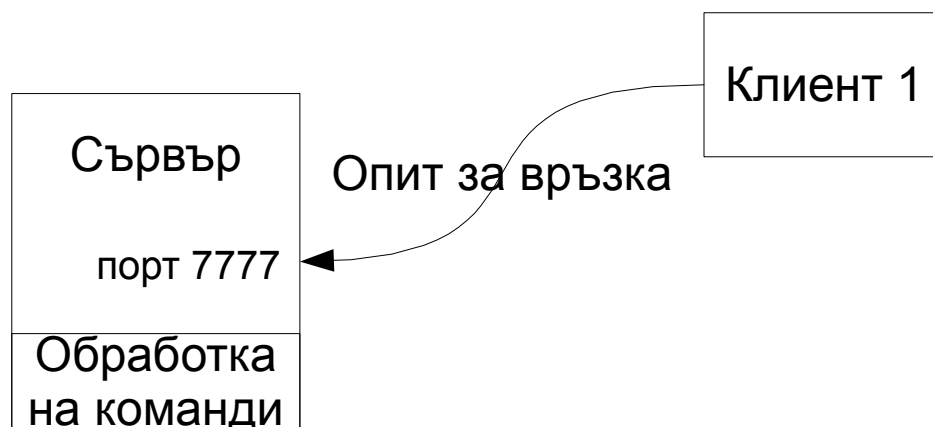 Клиент 1
Сървър
Опит за връзка
порт 7777
Обработка
на команди